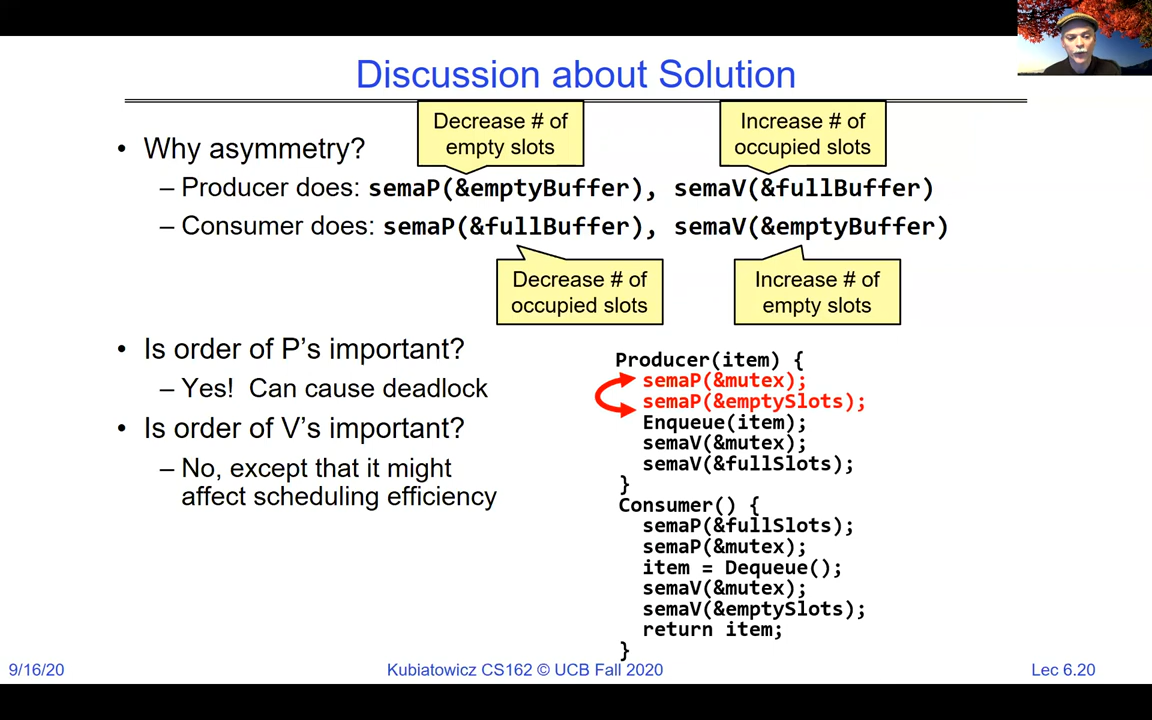 Discussion about Solution
Decrease # of
empty slots
Increase # of
occupied slots
• Why asymmetry?
– Producer does: semaP(&emptyBuffer), semaV(&fullBuffer)
– Consumer does: semaP(&fullBuffer), semaV(&emptyBuffer)
Decrease # of
occupied slots
Increase # of
empty slots
• Is order of P's important?
– Yes! Can cause deadlock
• Is order of V's important?
– No, except that it might
affect scheduling efficiency
Producer(item) {
semaP(&mutex);
semaP(&emptySlots);
Enqueue(item);
semaV(&mutex);
semaV(&fullSlots);
}
Consumer() {
semaP(&fullSlots);
semaP(&mutex);
item = Dequeue();
semaV(&mutex);
semaV(&emptySlots);
return item;
}
9/16/20
Kubiatowicz CS162 © UCB Fall 2020
Lec 6.20